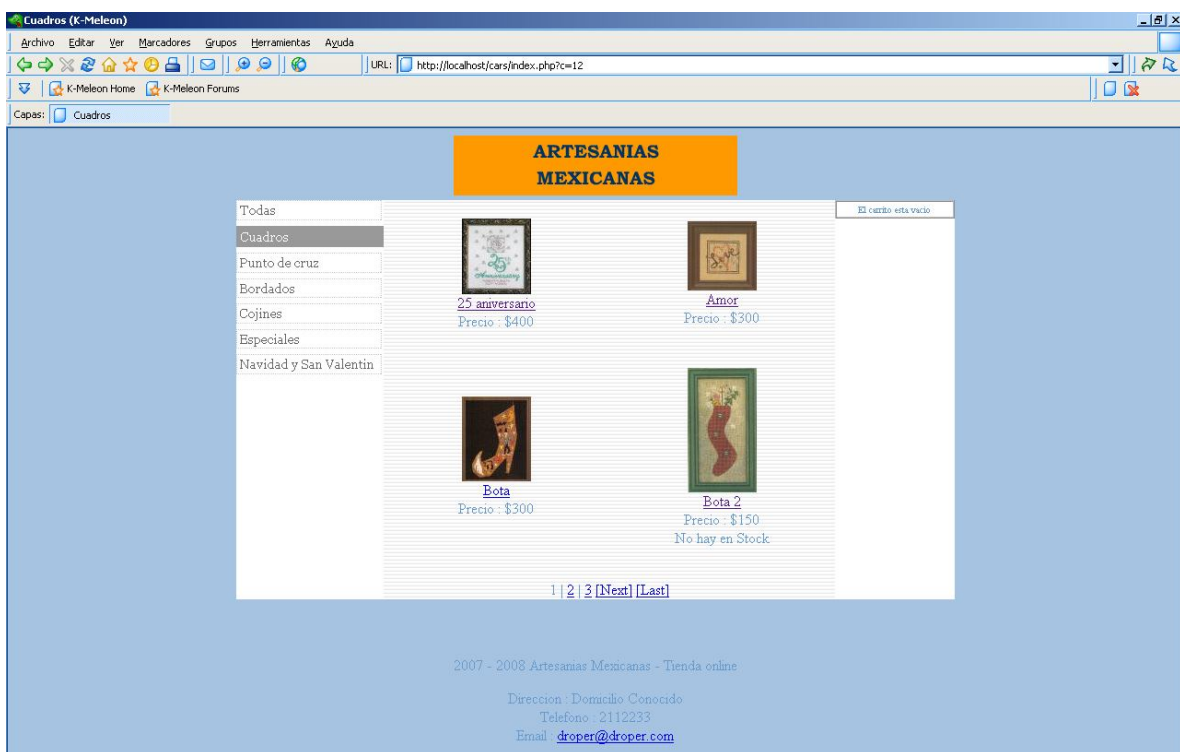 Cuadros (K-Meleon)
Archivo Editar Ver Marcadores Grupos Herramientas Ayuda
URL: http://localhost/cars/index.php?c=12
K-Meleon Home K-Meleon Forums
Capas: Cuadros
ARTESANIAS
MEXICANAS
Todas
Cuadros
Punto de cruz
Bordados
Cojines
Especiales
Navidad y San Valentin
25th
Anniversary
25 aniversario
Precio : $400
Amor
Precio : $300
Bota
Precio : $300
Bota 2
Precio : $150
No hay en Stock
1 | 2 | 3 [Next] [Last]
El carrito esta vacio
2007 - 2008 Artesanias Mexicanas - Tienda online
Direccion : Domicilio Conocido
Telefono : 2112233
Email : droper@droper.com